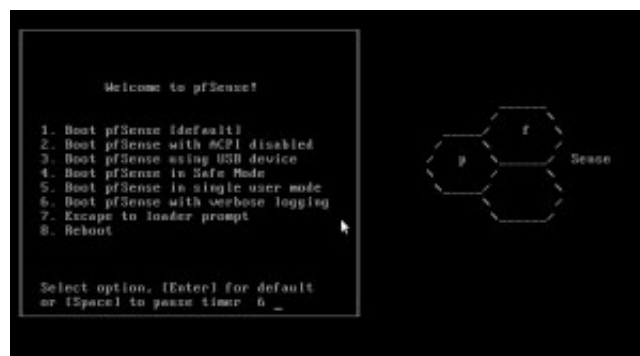 Welcome to pfSense!
1. Boot pfSense [default]
2. Boot pfSense with ACPI disabled
3. Boot pfSense using USB device
4. Boot pfSense in Safe Mode
5. Boot pfSense in single user mode
6. Boot pfSense with verbose logging
7. Escape to loader prompt
8. Reboot
Select option, [Enter] for default
or [Space] to pause timer 6 _
f
p Sense